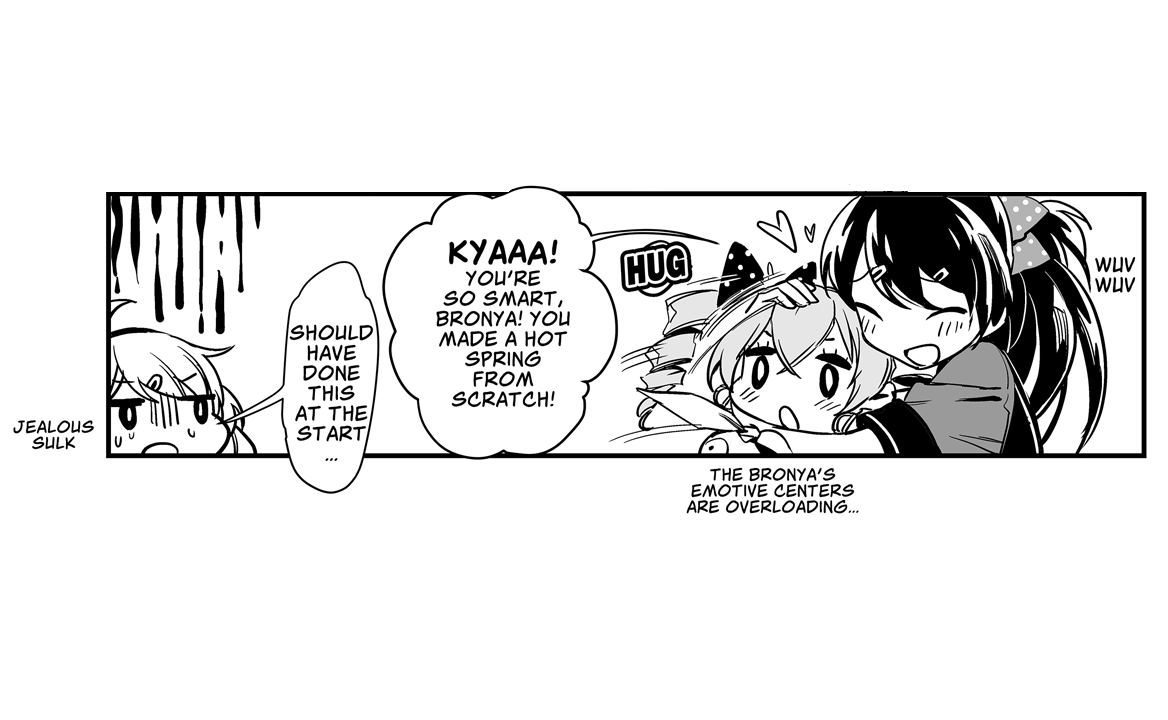 WUV
WUV
HUG
KYAAA!
YOU'RE
SO SMART,
BRONYA! YOU
MADE A HOT
SPRING
FROM
SCRATCH!
THE BRONYA'S
EMOTIVE CENTERS
ARE OVERLOADING...
SHOULD
HAVE
DONE
THIS
AT THE
START
...
JEALOUS
SULK